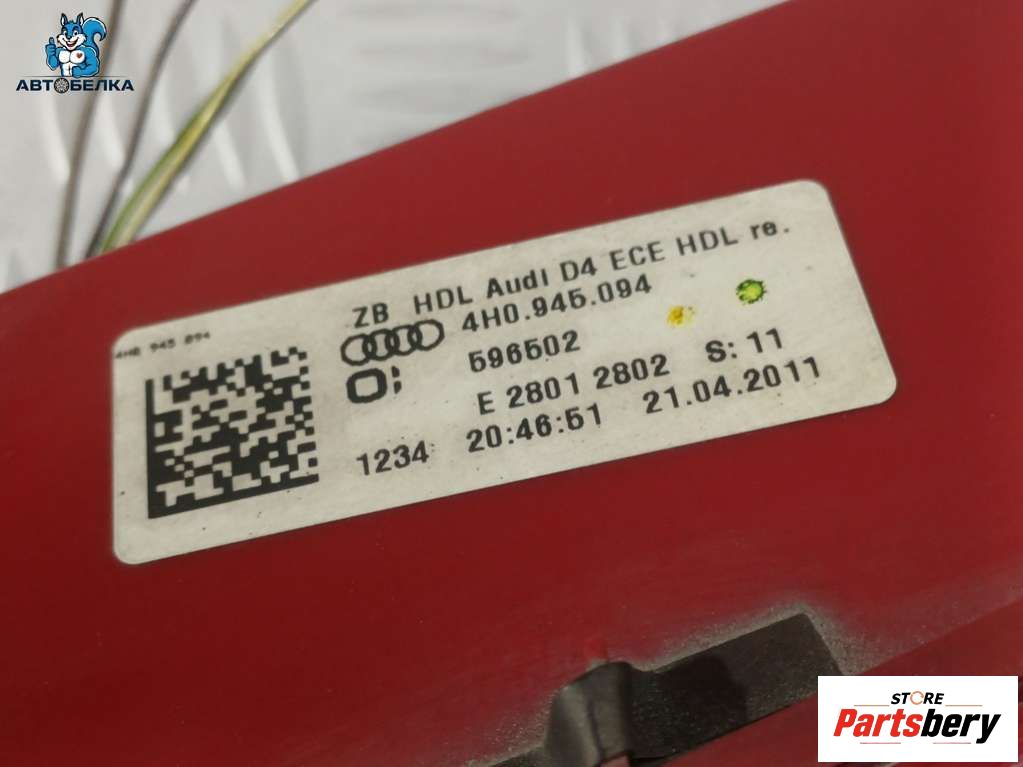 АВТОБЕЛКА
ZB HDL Audi D4 ECE HDL re.
4H0.945.094
4H0 945 094
596502
E 2801 2802 S: 11
1234 20:46:51 21.04.2011
STORE
Partsbery